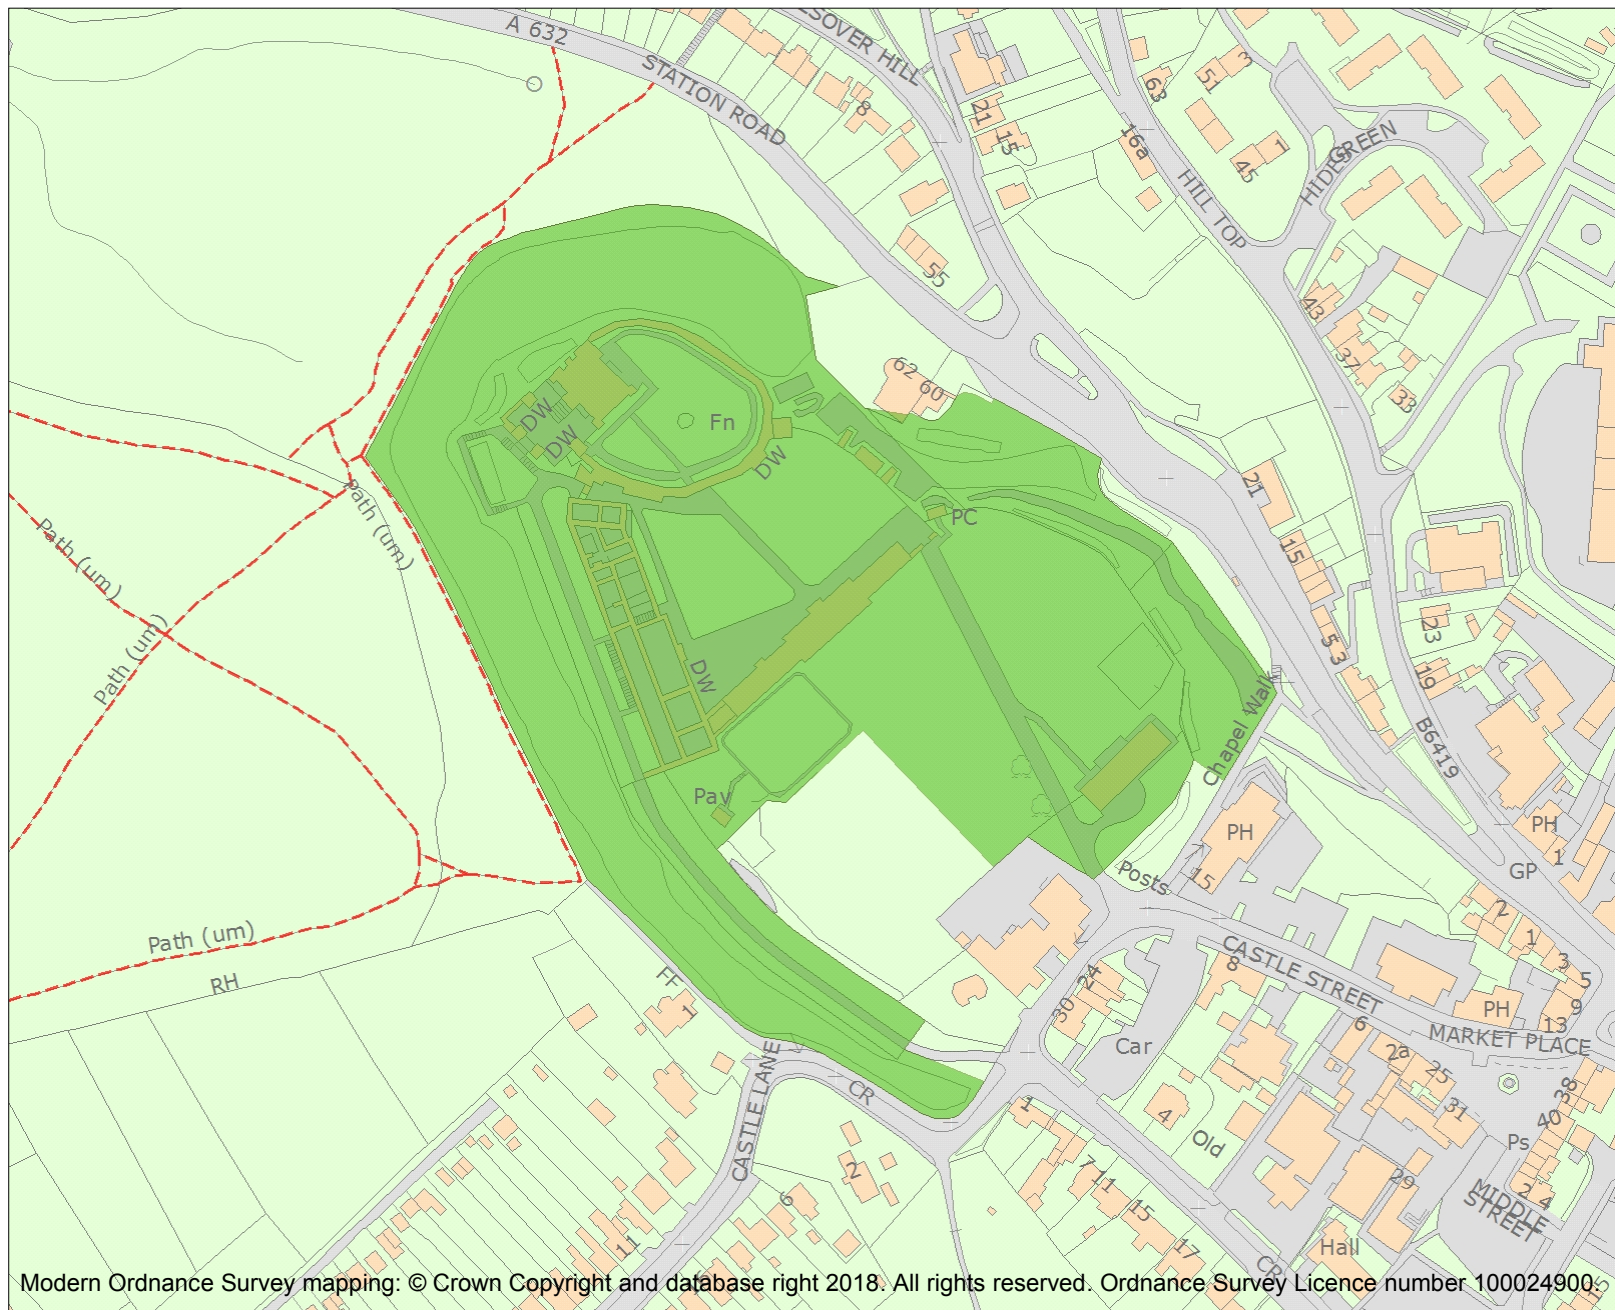 A 632
STATION ROAD
LSOVER HILL
8
21
15
63
51
3
16a
45
1
HIDES
GREEN
HILL TOP
55
43
37
33
62 60
Fn
DW
DW
DW
PC
21
15
5 3
23
19
B6419
Path (um)
Path (um)
Path (um)
DW
Chapel Walk
Pav
PH
15
Posts
PH
1
GP
Path (um)
RH
FF
1
24
30
8
CASTLE STREET
2
1
3
5
9
13
PH
6
MARKET PLACE
2a
25
31
38
40
Ps
Car
CASTLE LANE
CR
1
4
Old
2
6
11
7
11
15
17
29
2
4
MIDDLE
STREET
Hall
CR
15
Modern Ordnance Survey mapping: © Crown Copyright and database right 2018. All rights reserved. Ordnance Survey Licence number 100024900.